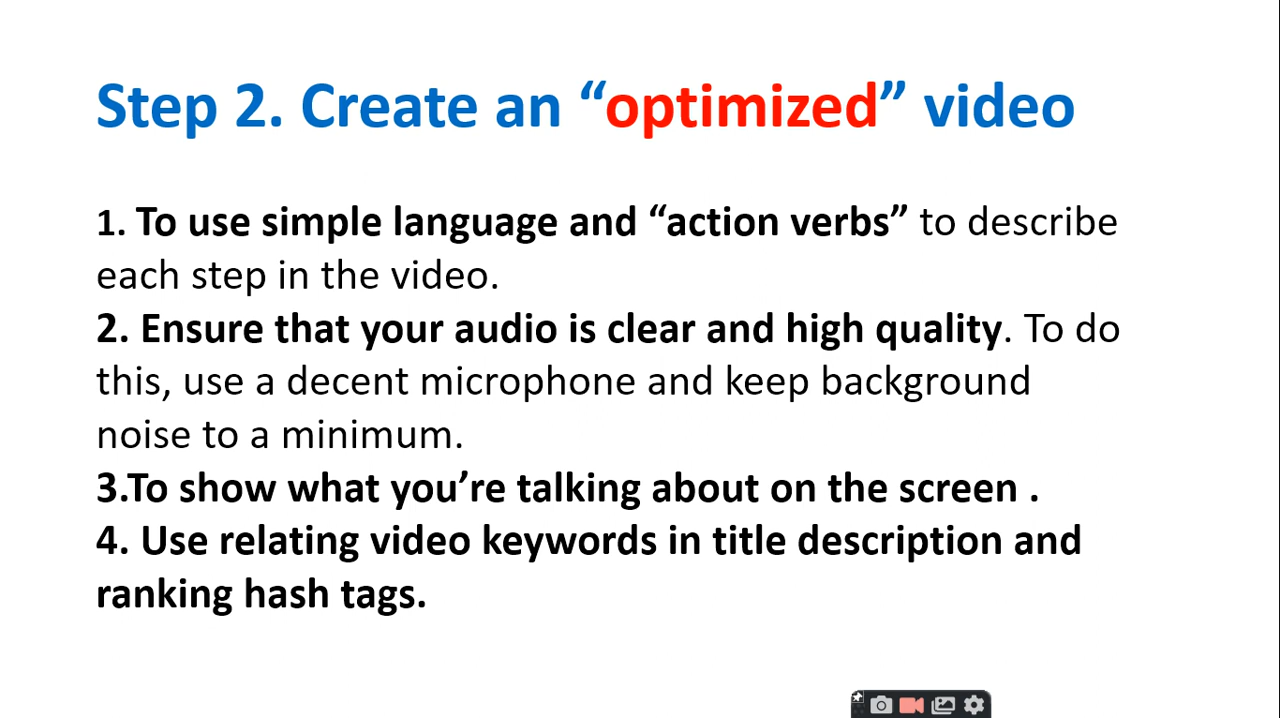 Step 2. Create an “optimized” video
1. To use simple language and “action verbs” to describe
each step in the video.
2. Ensure that your audio is clear and high quality. To do
this, use a decent microphone and keep background
noise to a minimum.
3.To show what you’re talking about on the screen .
4. Use relating video keywords in title description and
ranking hash tags.